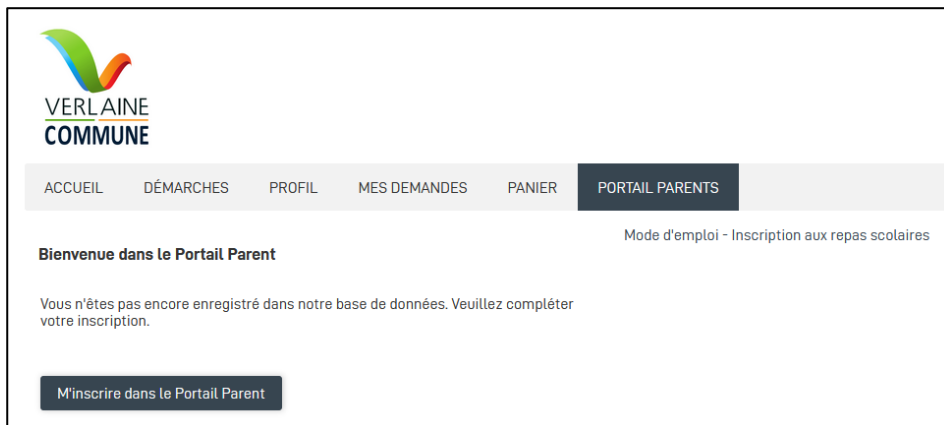 VERLAINE
COMMUNE
ACCUEIL DÉMARCHES PROFIL MES DEMANDES PANIER PORTAIL PARENTS
Mode d'emploi - Inscription aux repas scolaires
Bienvenue dans le Portail Parent
Vous n'êtes pas encore enregistré dans notre base de données. Veuillez compléter
votre inscription.
M'inscrire dans le Portail Parent